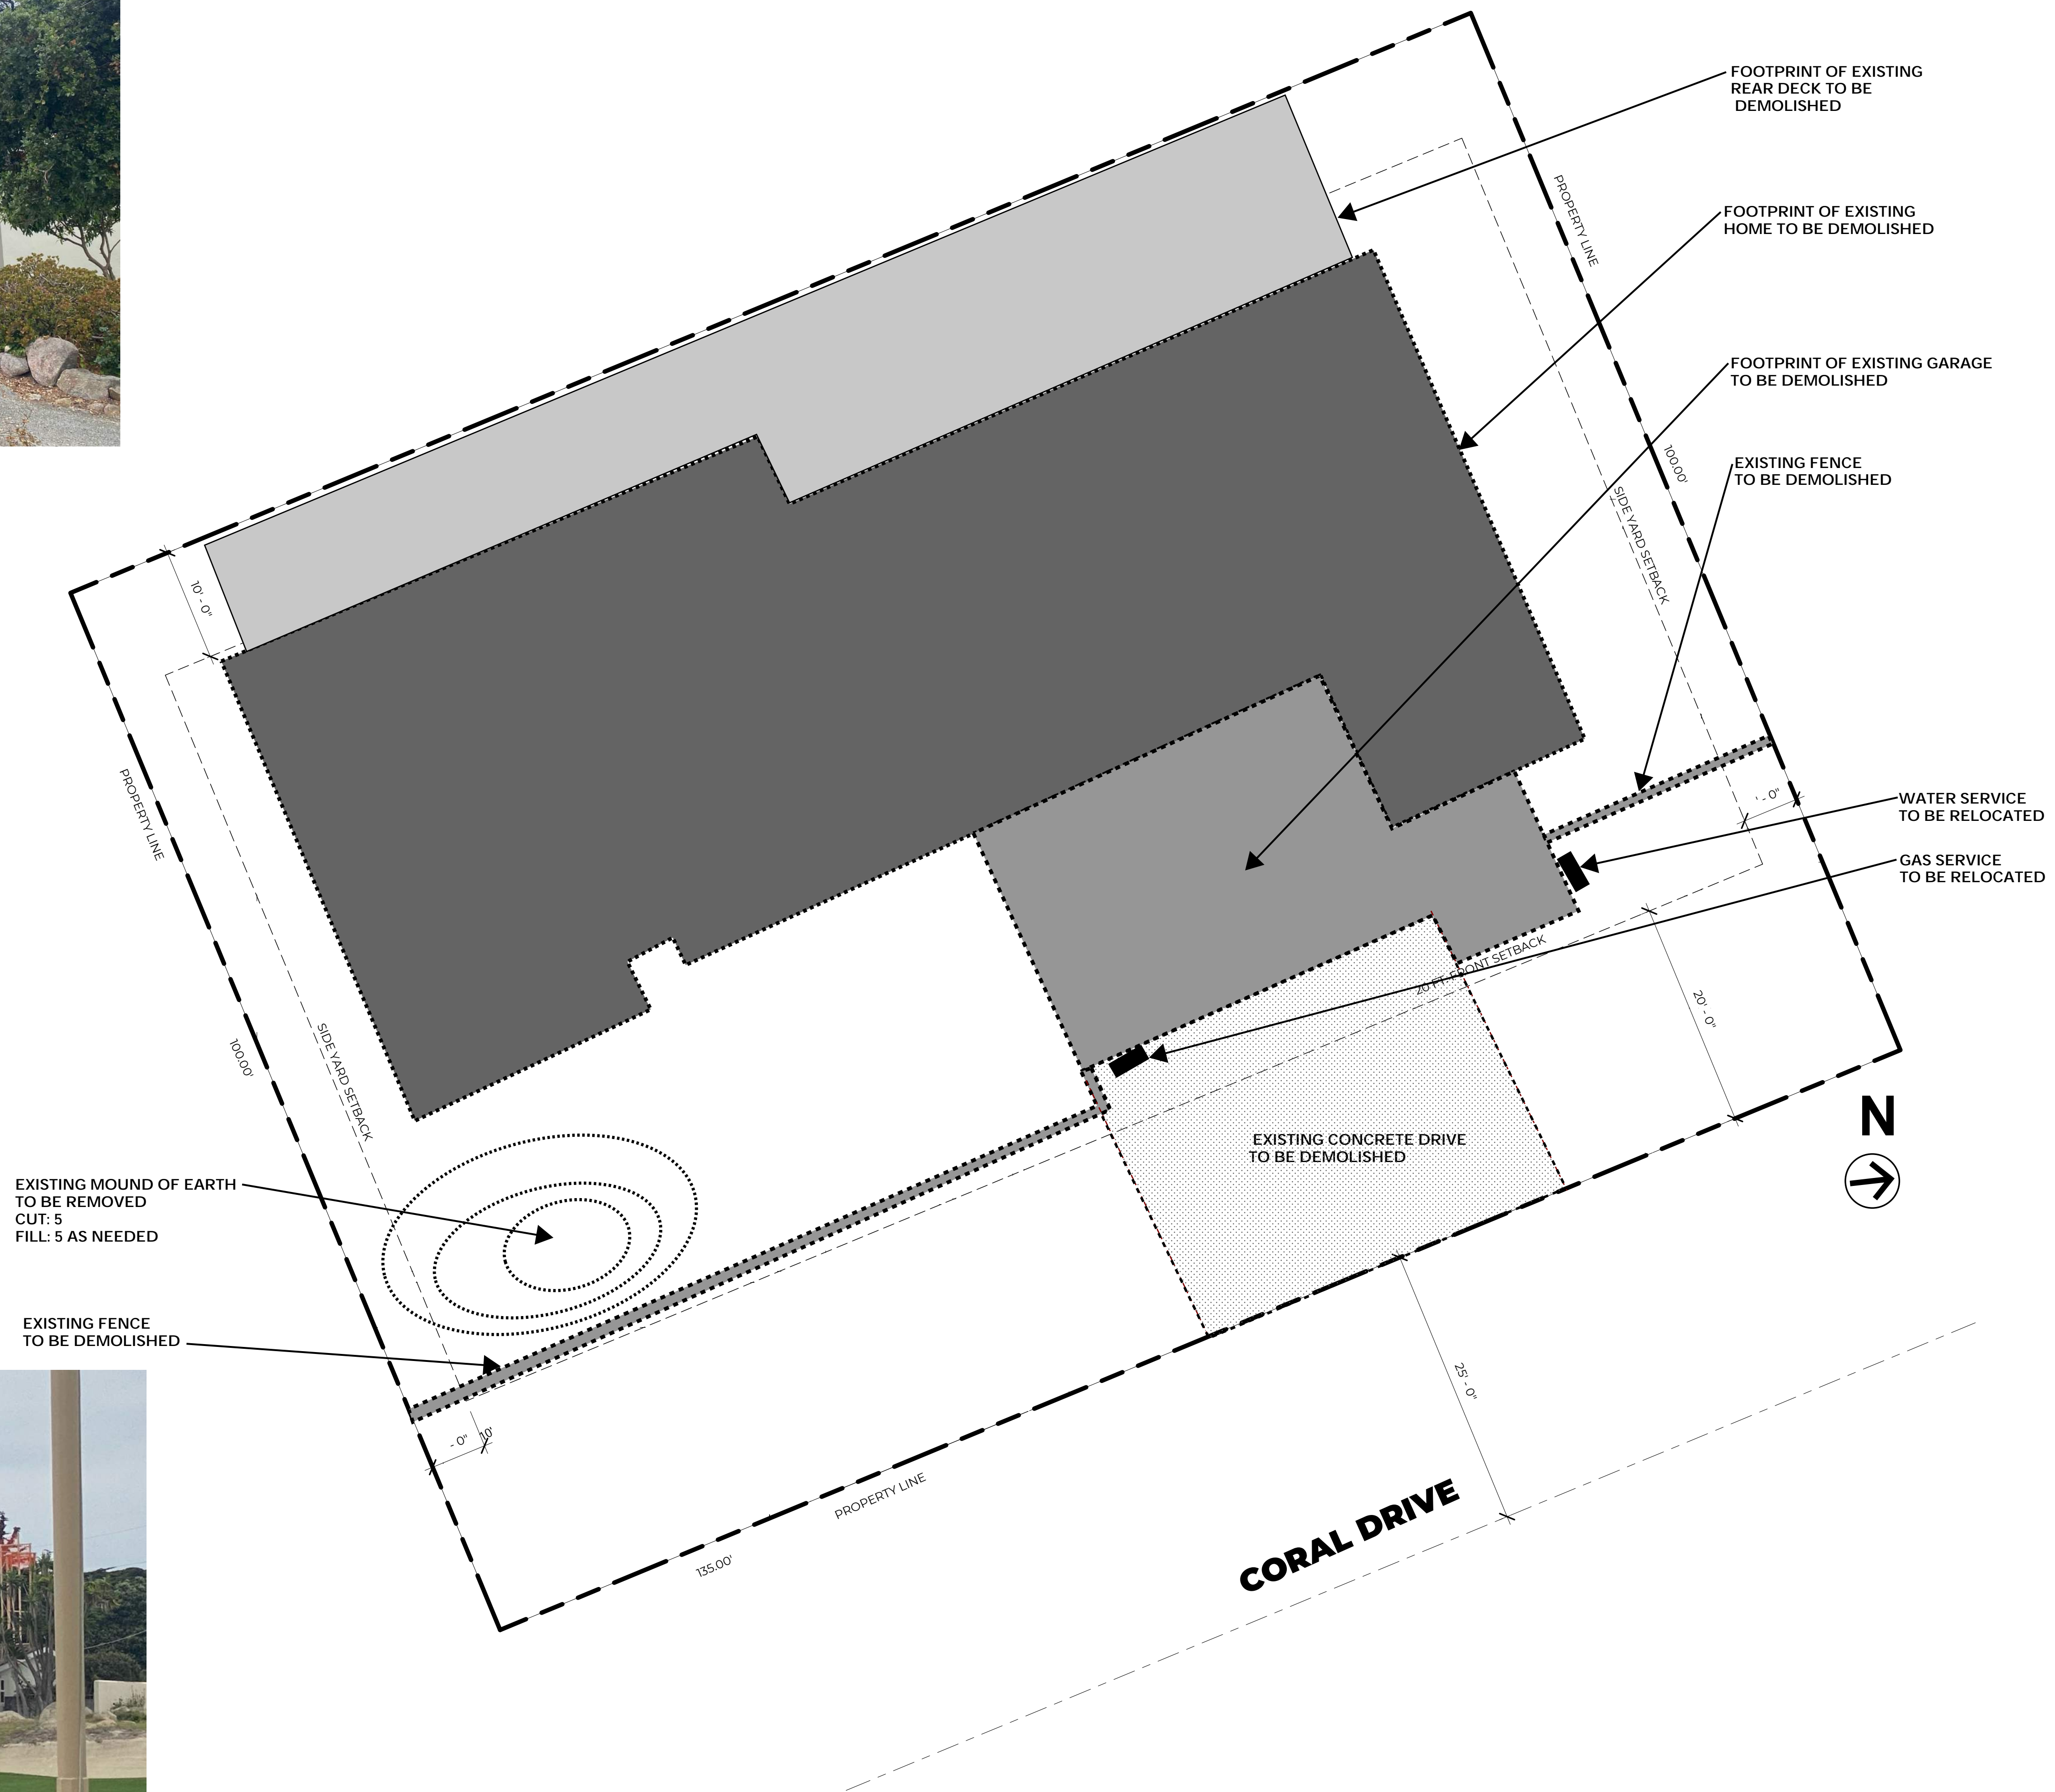 FOOTPRINT OF EXISTING
REAR DECK TO BE
DEMOLISHED
PROPERTY LINE
FOOTPRINT OF EXISTING
HOME TO BE DEMOLISHED
FOOTPRINT OF EXISTING GARAGE
TO BE DEMOLISHED
100.00'
EXISTING FENCE
TO BE DEMOLISHED
SIDE YARD SETBACK
10' - 0"
PROPERTY LINE
' - 0"
WATER SERVICE
TO BE RELOCATED
GAS SERVICE
TO BE RELOCATED
20 FT. FRONT SETBACK
20' - 0"
100.00'
SIDE YARD SETBACK
N
EXISTING CONCRETE DRIVE
TO BE DEMOLISHED
EXISTING MOUND OF EARTH
TO BE REMOVED
CUT: 5
FILL: 5 AS NEEDED
EXISTING FENCE
TO BE DEMOLISHED
25' - 0"
- 0" 10'
PROPERTY LINE
CORAL DRIVE
135.00'